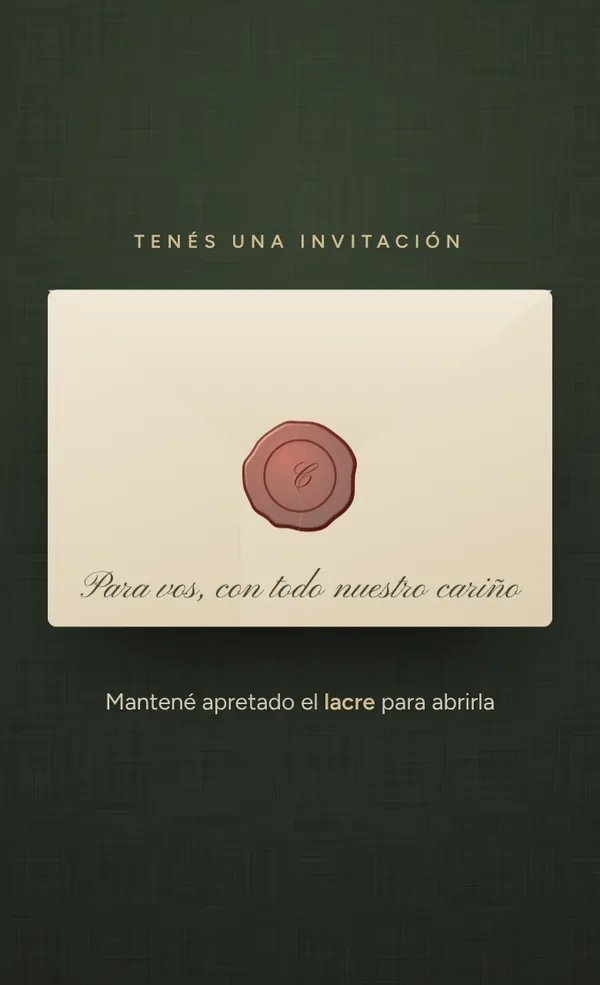 TENÉS UNA INVITACIÓN
C
Para vos, con todo nuestro cariño
Mantené apretado el lacre para abrirla